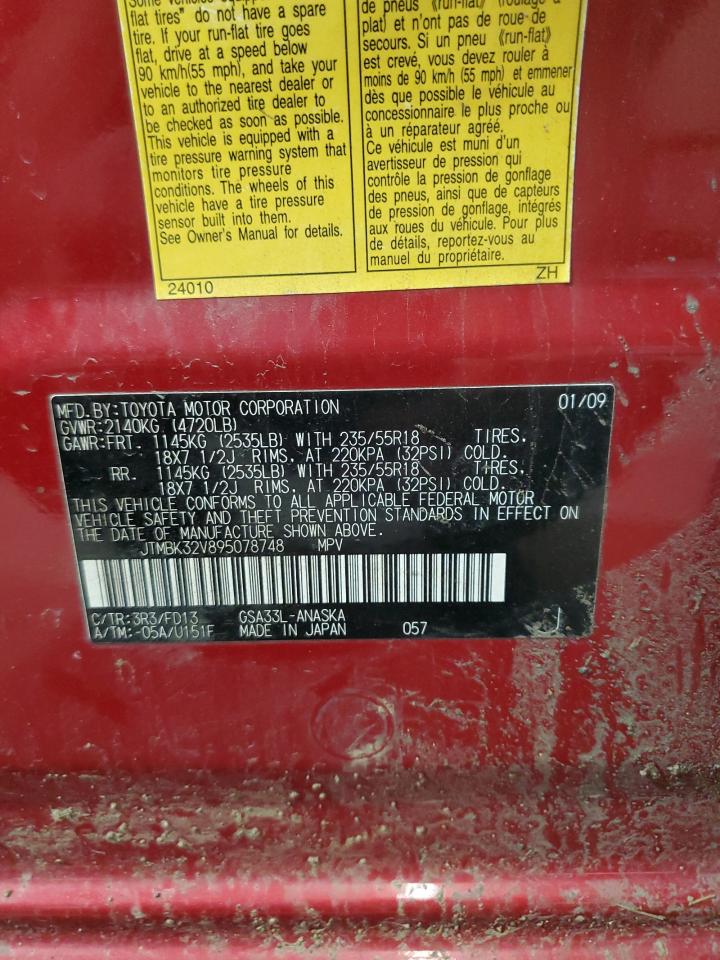 Some vehicles
flat tires" do not have a spare
tire. If your run-flat tire goes
flat, drive at a speed below
90 km/h(55 mph), and take your
vehicle to the nearest dealer or
to an authorized tire dealer to
be checked as soon as possible.
This vehicle is equipped with a
tire pressure warning system that
monitors tire pressure
conditions. The wheels of this
vehicle have a tire pressure
sensor built into them.
See Owner's Manual for details.
de pneus 《run-flat》 (roulage à
plat) et n'ont pas de roue de
secours. Si un pneu 《run-flat》
est crevé, vous devez rouler à
moins de 90 km/h (55 mph) et emmener
dès que possible le véhicule au
concessionnaire le plus proche ou
à un réparateur agréé.
Ce véhicule est muni d'un
avertisseur de pression qui
contrôle la pression de gonflage
des pneus, ainsi que de capteurs
de pression de gonflage, intégrés
aux roues du véhicule. Pour plus
de détails, reportez-vous au
manuel du propriétaire.
24010 ZH
MFD.BY:TOYOTA MOTOR CORPORATION 01/09
GVWR:2140KG (4720LB)
GAWR:FRT. 1145KG (2535LB) WITH 235/55R18 TIRES.
18X7 1/2J RIMS. AT 220KPA (32PSI) COLD.
RR. 1145KG (2535LB) WITH 235/55R18 TIRES.
18X7 1/2J RIMS. AT 220KPA (32PSI) COLD.
THIS VEHICLE CONFORMS TO ALL APPLICABLE FEDERAL MOTOR
VEHICLE SAFETY AND THEFT PREVENTION STANDARDS IN EFFECT ON
THE DATE OF MANUFACTURE SHOWN ABOVE.
JTMBK32V895078748 MPV
C/TR:3R3/FD13 GSA33L-ANASKA
A/TM:-05A/U151F MADE IN JAPAN 057 J